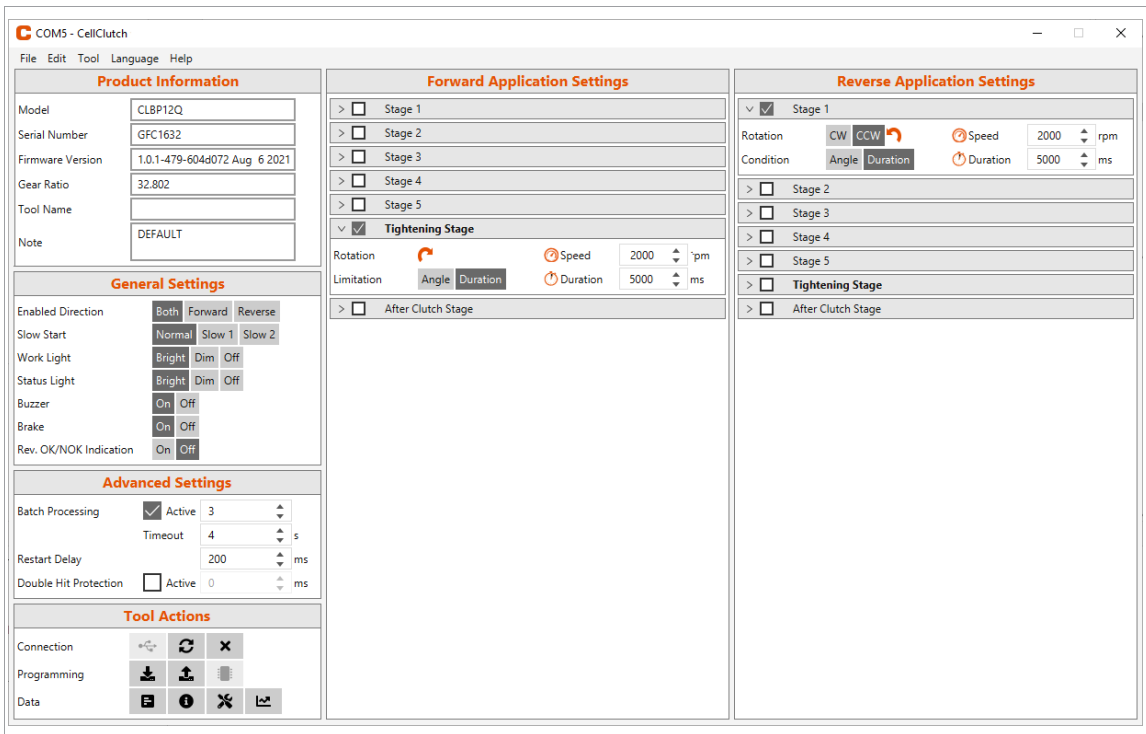 COM5 - CellClutch
File Edit Tool Language Help
Product Information
Model CLBP12Q
Serial Number GFC1632
Firmware Version 1.0.1-479-604d072 Aug 6 2021
Gear Ratio 32.802
Tool Name
Note DEFAULT
General Settings
Enabled Direction Both Forward Reverse
Slow Start Normal Slow 1 Slow 2
Work Light Bright Dim Off
Status Light Bright Dim Off
Buzzer On Off
Brake On Off
Rev. OK/NOK Indication On Off
Advanced Settings
Batch Processing Active 3
Timeout 4 s
Restart Delay 200 ms
Double Hit Protection Active 0 ms
Tool Actions
Connection
Programming
Data
Forward Application Settings
Stage 1
Stage 2
Stage 3
Stage 4
Stage 5
Tightening Stage
Rotation Speed 2000 rpm
Limitation Angle Duration Duration 5000 ms
After Clutch Stage
Reverse Application Settings
Stage 1
Rotation CW CCW Speed 2000 rpm
Condition Angle Duration Duration 5000 ms
Stage 2
Stage 3
Stage 4
Stage 5
Tightening Stage
After Clutch Stage